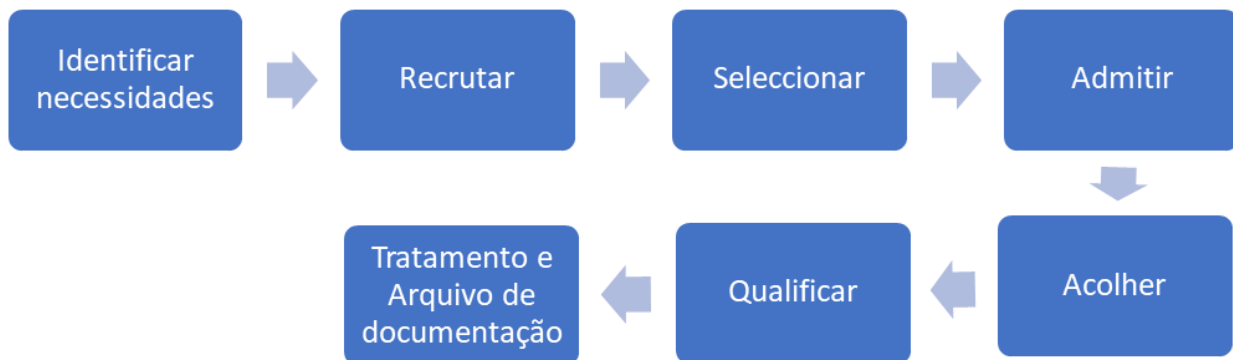 Identificar
necessidades
Recrutar
Seleccionar
Admitir
Acolher
Qualificar
Tratamento e
Arquivo de
documentação